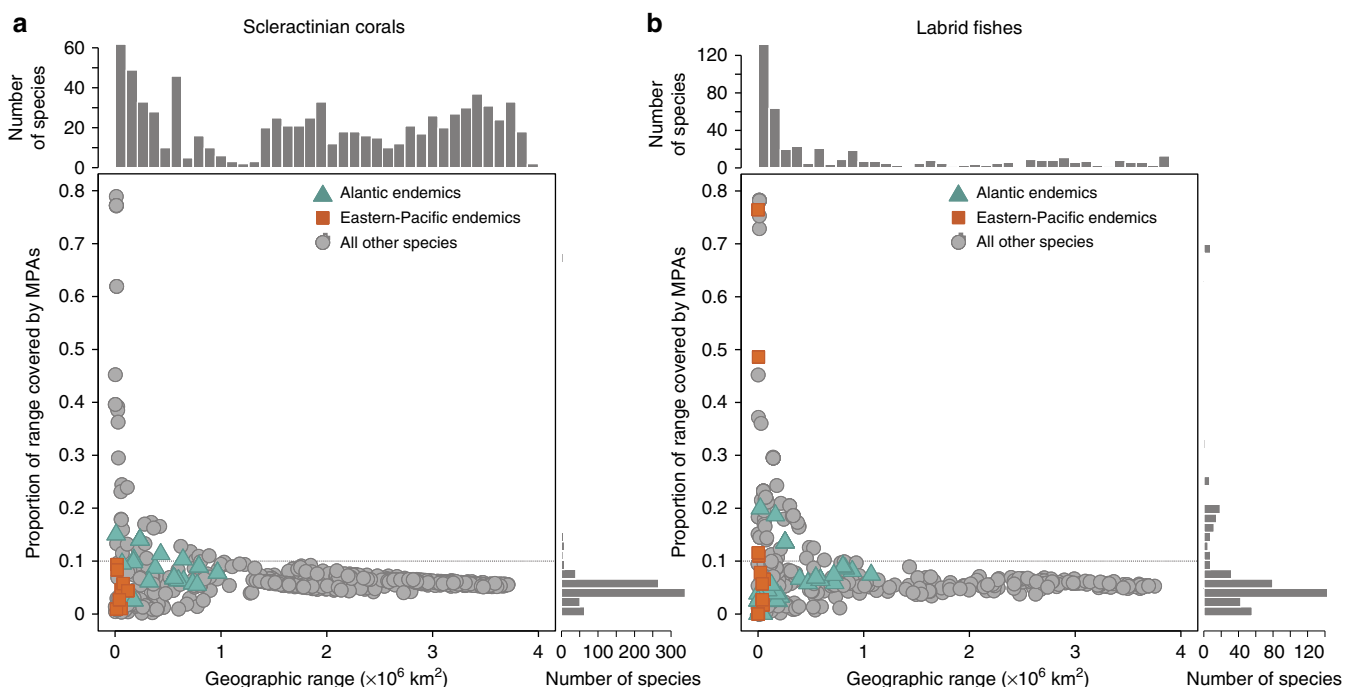 a
Scleractinian corals
Number
of species
60
40
20
0
Proportion of range covered by MPAs
0.8
0.7
0.6
0.5
0.4
0.3
0.2
0.1
0
Alantic endemics
Eastern-Pacific endemics
All other species
0 1 2 3 4
Geographic range (×10⁶ km²)
0 100 200 300
Number of species
b
Labrid fishes
Number
of species
120
80
40
0
Proportion of range covered by MPAs
0.8
0.7
0.6
0.5
0.4
0.3
0.2
0.1
0
Alantic endemics
Eastern-Pacific endemics
All other species
0 1 2 3 4
Geographic range (×10⁶ km²)
0 40 80 120
Number of species